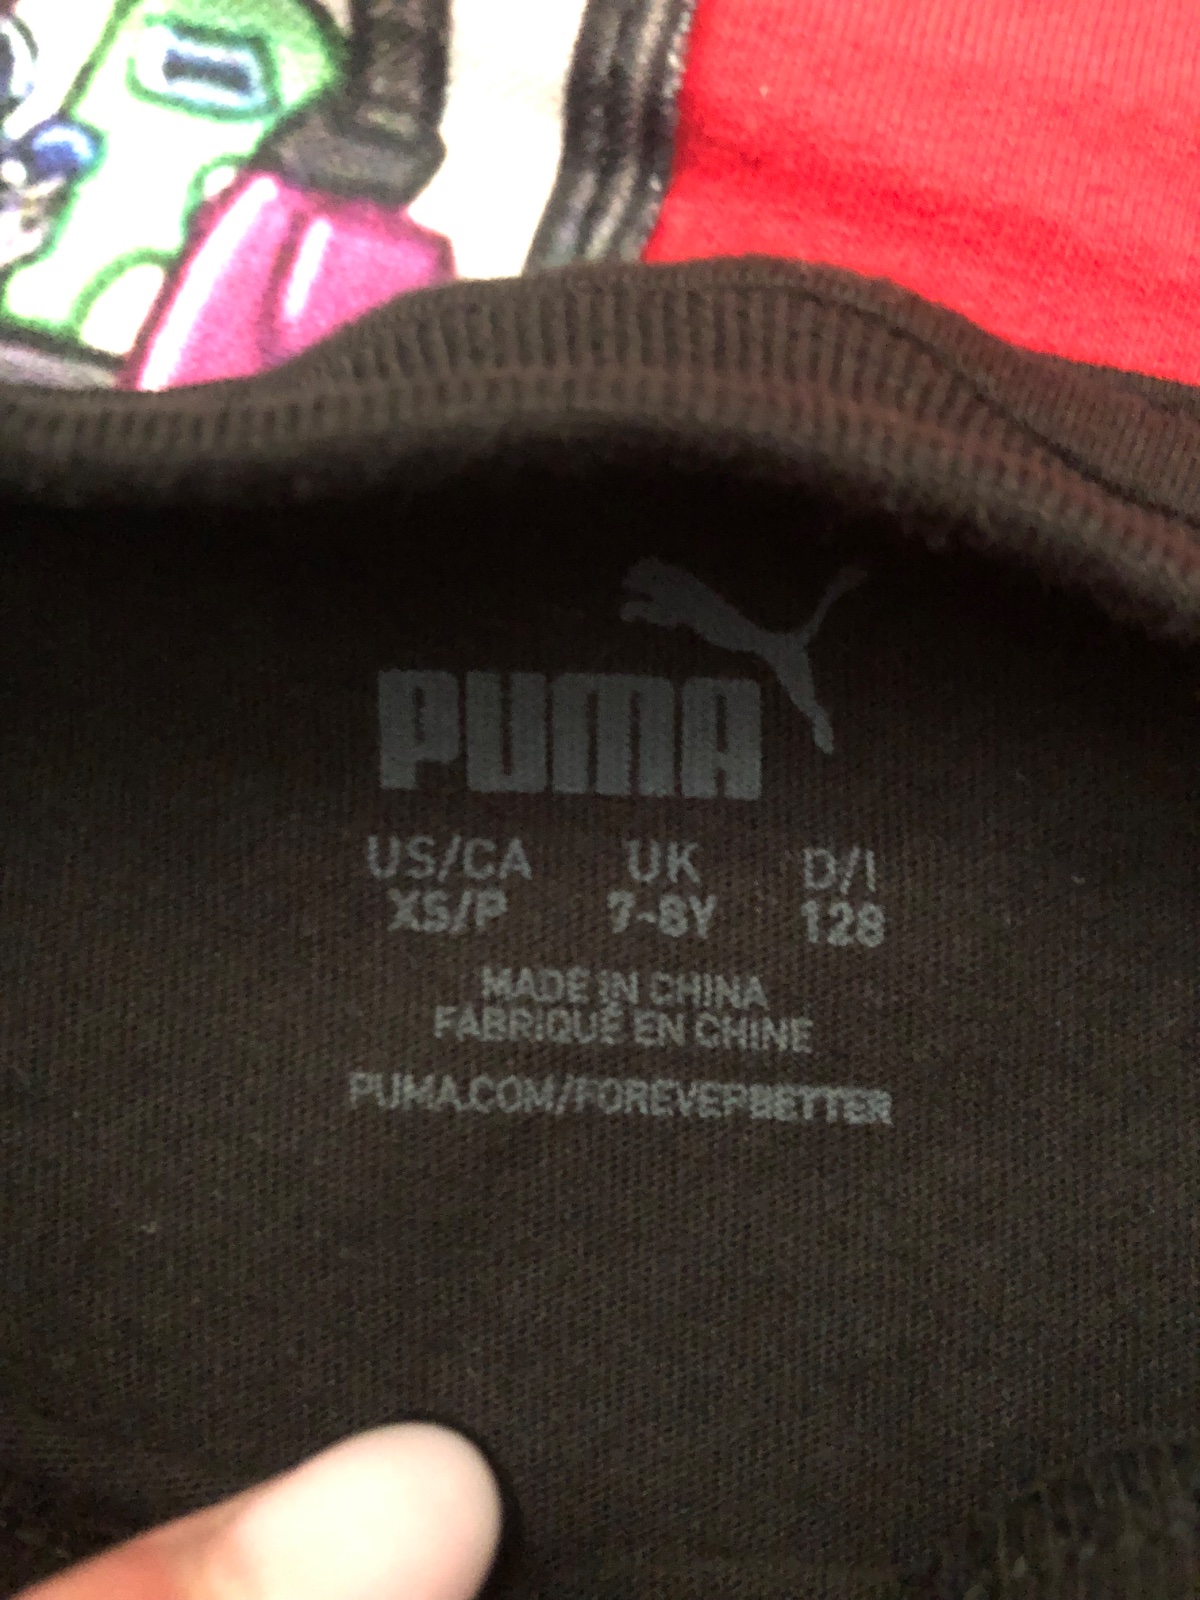 PUMA
US/CA UK D/I
XS/P 7-8Y 128
MADE IN CHINA
FABRIQUÉ EN CHINE
PUMA.COM/FOREVERBETTER